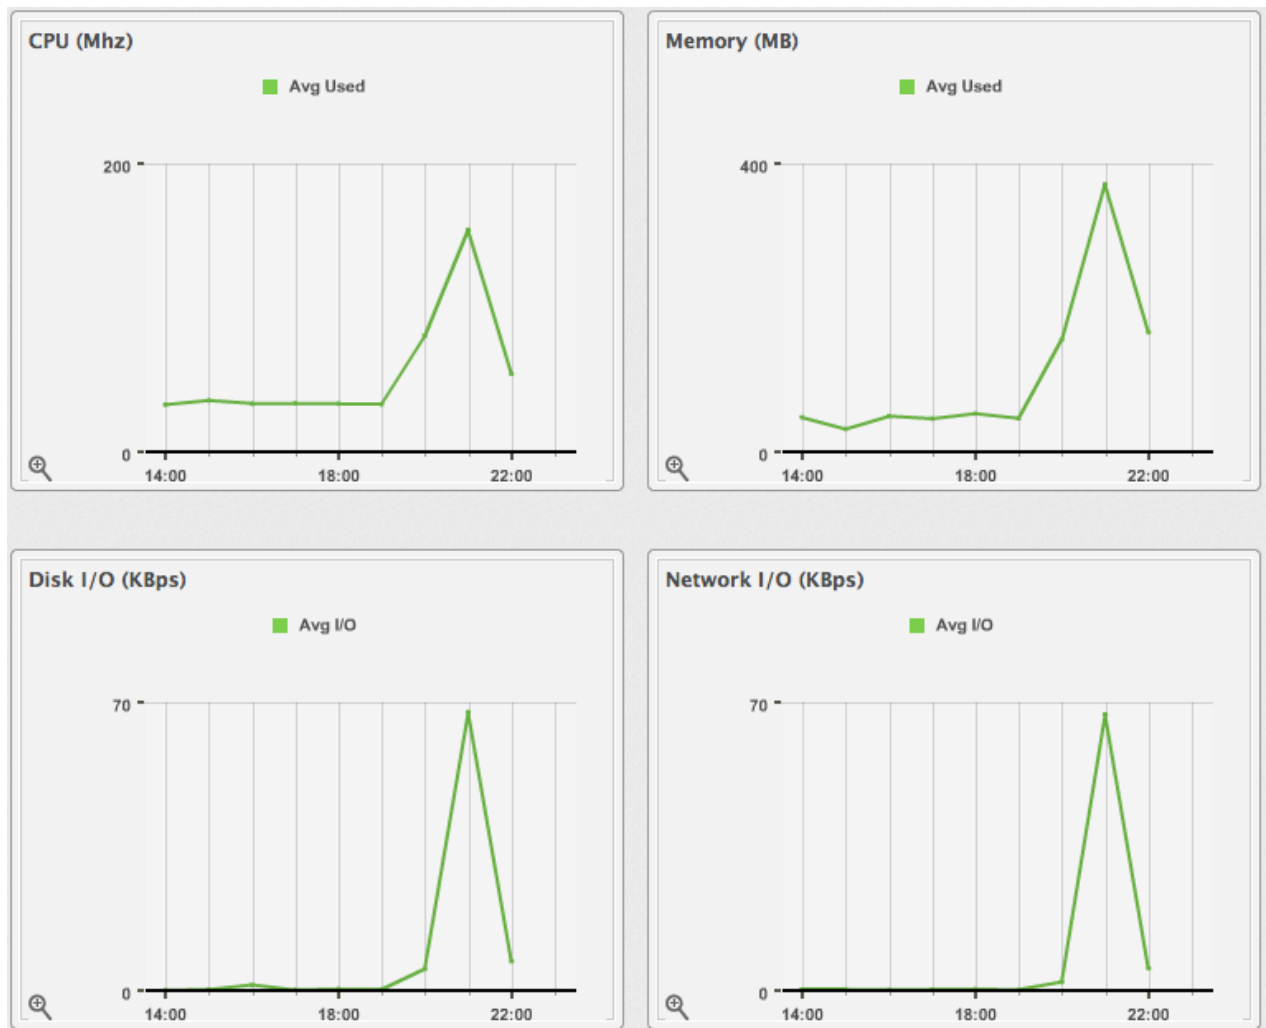 CPU (Mhz)
Avg Used
200
0
14:00 18:00 22:00
Memory (MB)
Avg Used
400
0
14:00 18:00 22:00
Disk I/O (KBps)
Avg I/O
70
0
14:00 18:00 22:00
Network I/O (KBps)
Avg I/O
70
0
14:00 18:00 22:00